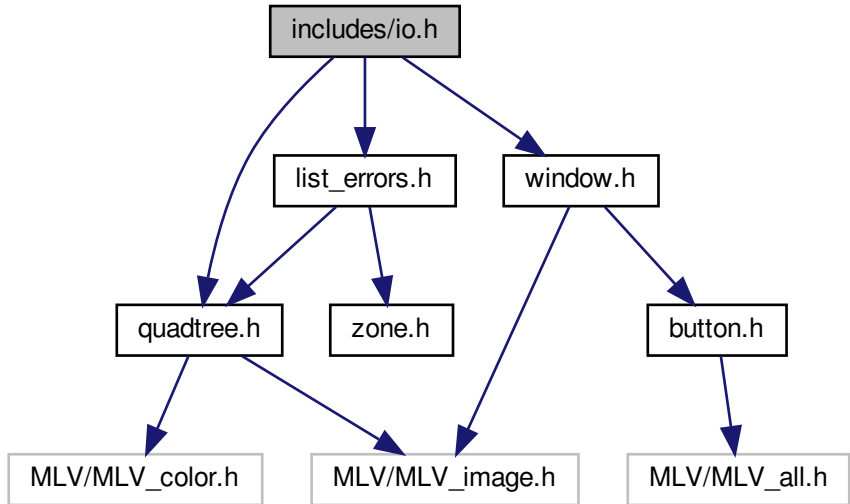 includes/io.h
list_errors.h
window.h
quadtree.h
zone.h
button.h
MLV/MLV_color.h
MLV/MLV_image.h
MLV/MLV_all.h